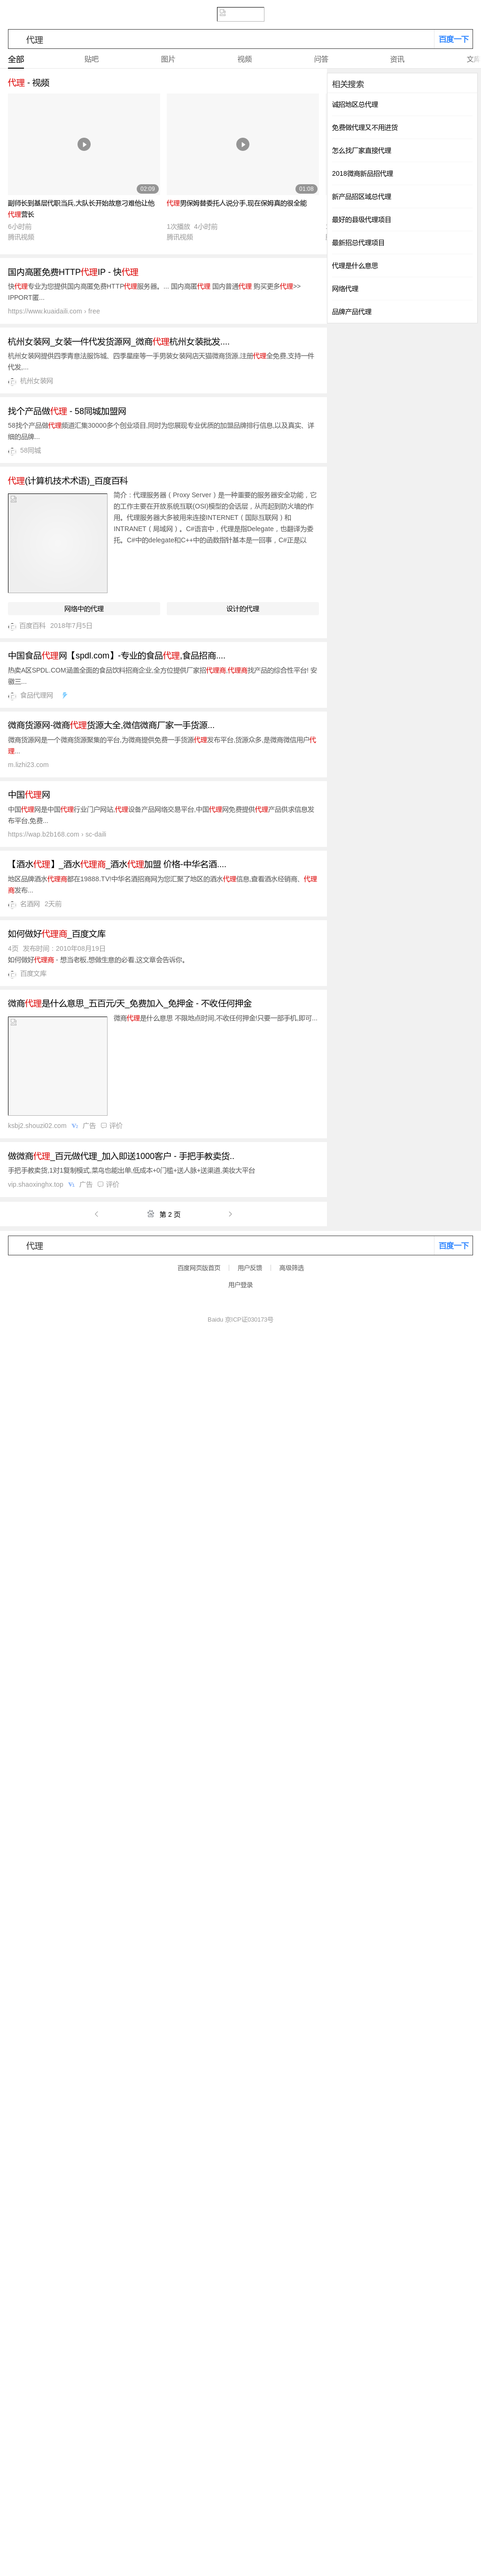 代理
百度一下
全部 贴吧 图片 视频 问答 资讯
代理 - 视频
02:09
01:08
副师长到基层代职当兵,大队长开始故意刁难他让他代理营长
6小时前
腾讯视频
代理男保姆替委托人说分手,现在保姆真的很全能
1次播放 4小时前
腾讯视频
国内高匿免费HTTP代理IP - 快代理
快代理专业为您提供国内高匿免费HTTP代理服务器。... 国内高匿代理 国内普通代理 购买更多代理>>
IPPORT匿...
https://www.kuaidaili.com › free
杭州女装网_女装一件代发货源网_微商代理杭州女装批发....
杭州女装网提供四季青意法服饰城、四季星座等一手男装女装网店天猫微商货源,注册代理全免费,支持一件
代发,...
杭州女装网
找个产品做代理 - 58同城加盟网
58找个产品做代理频道汇集30000多个创业项目,同时为您展现专业优质的加盟品牌排行信息,以及真实、详
细的品牌...
58同城
代理(计算机技术术语)_百度百科
简介：代理服务器（Proxy Server）是一种重要的服务器安全功能，它
的工作主要在开放系统互联(OSI)模型的会话层，从而起到防火墙的作
用。代理服务器大多被用来连接INTERNET（国际互联网）和
INTRANET（局域网）。C#语言中，代理是指Delegate，也翻译为委
托。C#中的delegate和C++中的函数指针基本是一回事，C#正是以
网络中的代理
设计的代理
百度百科 2018年7月5日
中国食品代理网【spdl.com】-专业的食品代理,食品招商....
热卖A区SPDL.COM涵盖全面的食品饮料招商企业,全方位提供厂家招代理商,代理商找产品的综合性平台! 安
徽三...
食品代理网
微商货源网-微商代理货源大全,微信微商厂家一手货源...
微商货源网是一个微商货源聚集的平台,为微商提供免费一手货源代理发布平台,货源众多,是微商微信用户代
理...
m.lizhi23.com
中国代理网
中国代理网是中国代理行业门户网站,代理设备产品网络交易平台,中国代理网免费提供代理产品供求信息发
布平台,免费...
https://wap.b2b168.com › sc-daili
【酒水代理】_酒水代理商_酒水代理加盟 价格-中华名酒....
地区品牌酒水代理商都在19888.TV!中华名酒招商网为您汇聚了地区的酒水代理信息,查看酒水经销商、代理
商发布...
名酒网 2天前
如何做好代理商_百度文库
4页 发布时间：2010年08月19日
如何做好代理商 - 想当老板,想做生意的必看,这文章会告诉你。
百度文库
微商代理是什么意思_五百元/天_免费加入_免押金 - 不收任何押金
微商代理是什么意思 不限地点时间,不收任何押金!只要一部手机,即可...
ksbj2.shouzi02.com 广告 评价
做微商代理_百元做代理_加入即送1000客户 - 手把手教卖货..
手把手教卖货,1对1复制模式,菜鸟也能出单,低成本+0门槛+送人脉+送渠道,美妆大平台
vip.shaoxinghx.top 广告 评价
第 2 页
相关搜索
诚招地区总代理
免费做代理又不用进货
怎么找厂家直接代理
2018微商新品招代理
新产品招区域总代理
最好的县级代理项目
最新招总代理项目
代理是什么意思
网络代理
品牌产品代理
代理
百度一下
百度网页版首页 用户反馈 高级筛选
用户登录
Baidu 京ICP证030173号